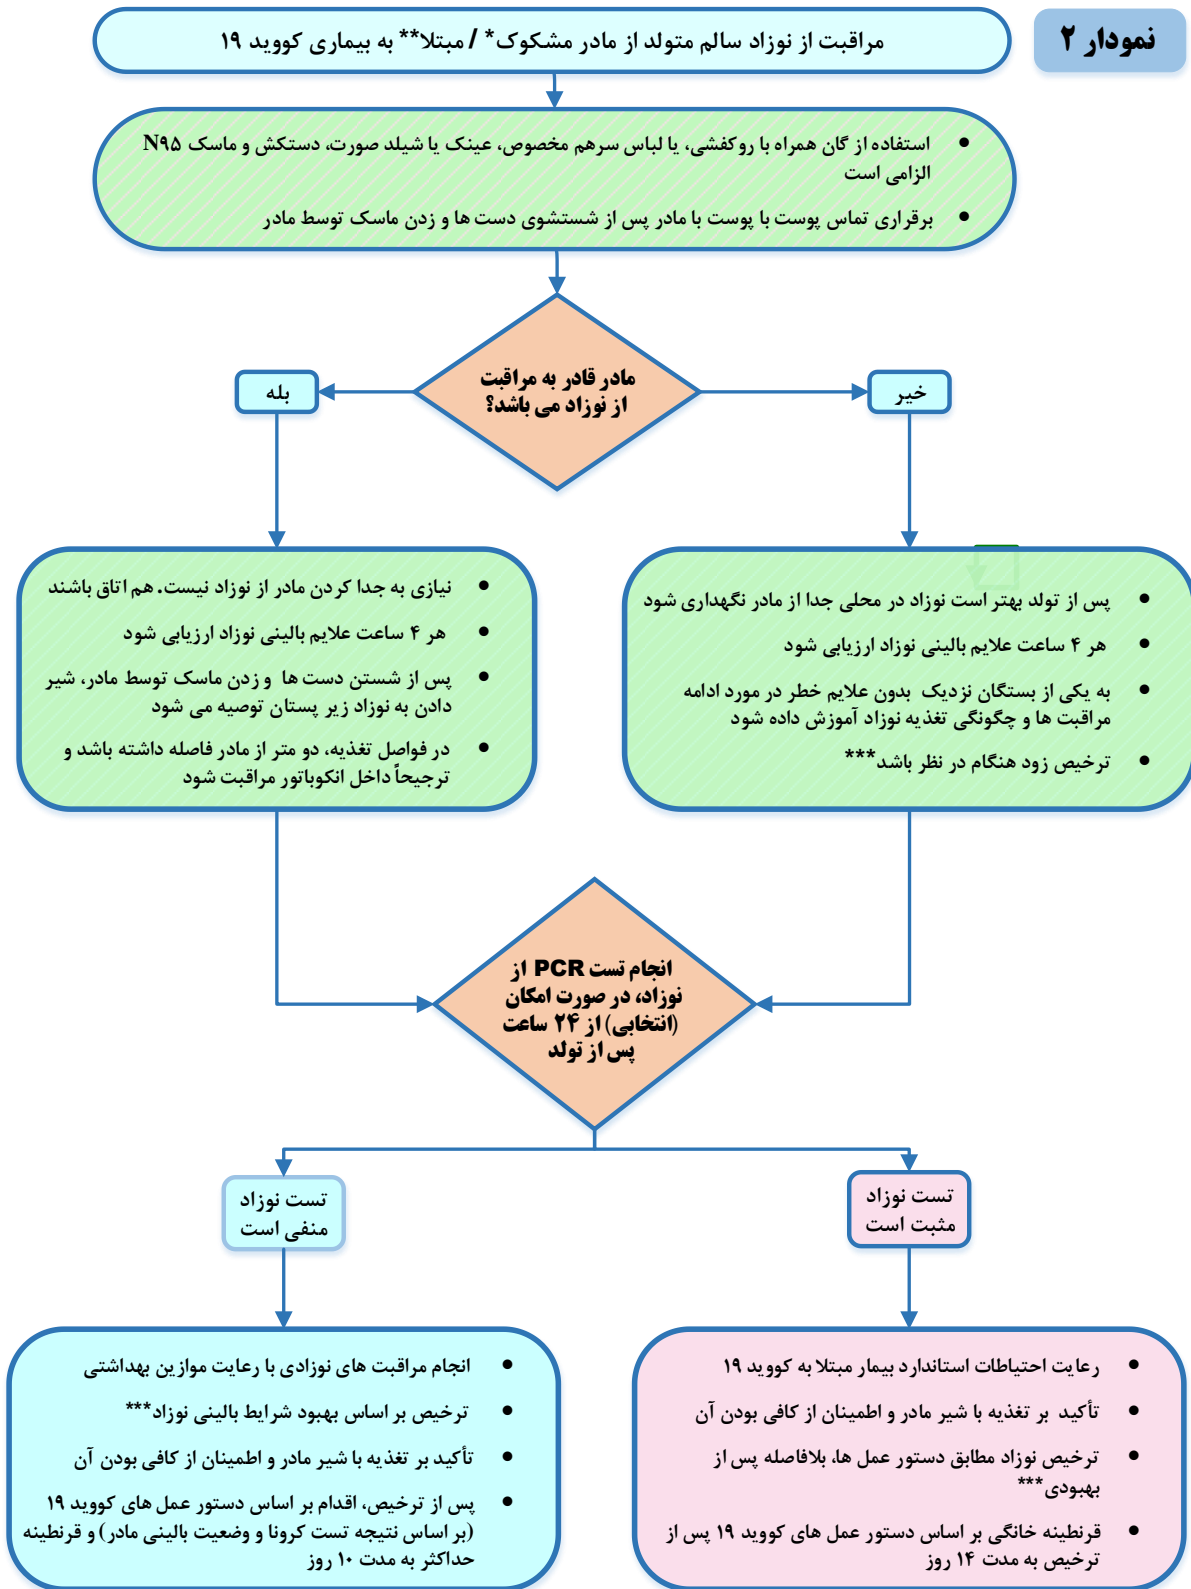 نمودار ۲
مراقبت از نوزاد سالم متولد از مادر مشکوک* / مبتلا** به بیماری کووید ۱۹
• استفاده از گان همراه با روکفشی، یا لباس سرهم مخصوص، عینک یا شیلد صورت، دستکش و ماسک N۹۵
الزامی است
• برقراری تماس پوست با پوست با مادر پس از شستشوی دست ها و زدن ماسک توسط مادر
مادر قادر به مراقبت
از نوزاد می باشد؟
خیر
بله
• پس از تولد بهتر است نوزاد در محلی جدا از مادر نگهداری شود
• هر ۴ ساعت علایم بالینی نوزاد ارزیابی شود
• به یکی از بستگان نزدیک بدون علایم خطر در مورد ادامه
مراقبت ها و چگونگی تغذیه نوزاد آموزش داده شود
• ترخیص زود هنگام در نظر باشد***
• نیازی به جدا کردن مادر از نوزاد نیست. هم اتاق باشند
• هر ۴ ساعت علایم بالینی نوزاد ارزیابی شود
• پس از شستن دست ها و زدن ماسک توسط مادر، شیر
دادن به نوزاد زیر پستان توصیه می شود
• در فواصل تغذیه، دو متر از مادر فاصله داشته باشد و
ترجیحاً داخل انکوباتور مراقبت شود
انجام تست PCR از
نوزاد، در صورت امکان
(انتخابی) از ۲۴ ساعت
پس از تولد
تست نوزاد
مثبت است
تست نوزاد
منفی است
• رعایت احتیاطات استاندارد بیمار مبتلا به کووید ۱۹
• تأکید بر تغذیه با شیر مادر و اطمینان از کافی بودن آن
• ترخیص نوزاد مطابق دستور عمل ها، بلافاصله پس از
بهبودی***
• قرنطینه خانگی بر اساس دستور عمل های کووید ۱۹ پس از
ترخیص به مدت ۱۴ روز
• انجام مراقبت های نوزادی با رعایت موازین بهداشتی
• ترخیص بر اساس بهبود شرایط بالینی نوزاد***
• تأکید بر تغذیه با شیر مادر و اطمینان از کافی بودن آن
• پس از ترخیص، اقدام بر اساس دستور عمل های کووید ۱۹
(بر اساس نتیجه تست کرونا و وضعیت بالینی مادر) و قرنطینه
حداکثر به مدت ۱۰ روز